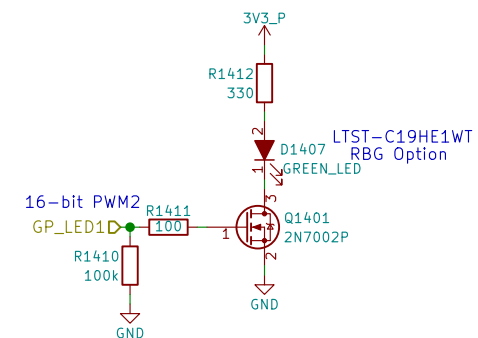 3V3_P
R1412
330
2
D1407
LTST-C19HE1WT
RBG Option
1
GREEN_LED
3
16-bit PWM2
GP_LED1
R1411
100
1
Q1401
2N7002P
2
R1410
100k
GND
GND